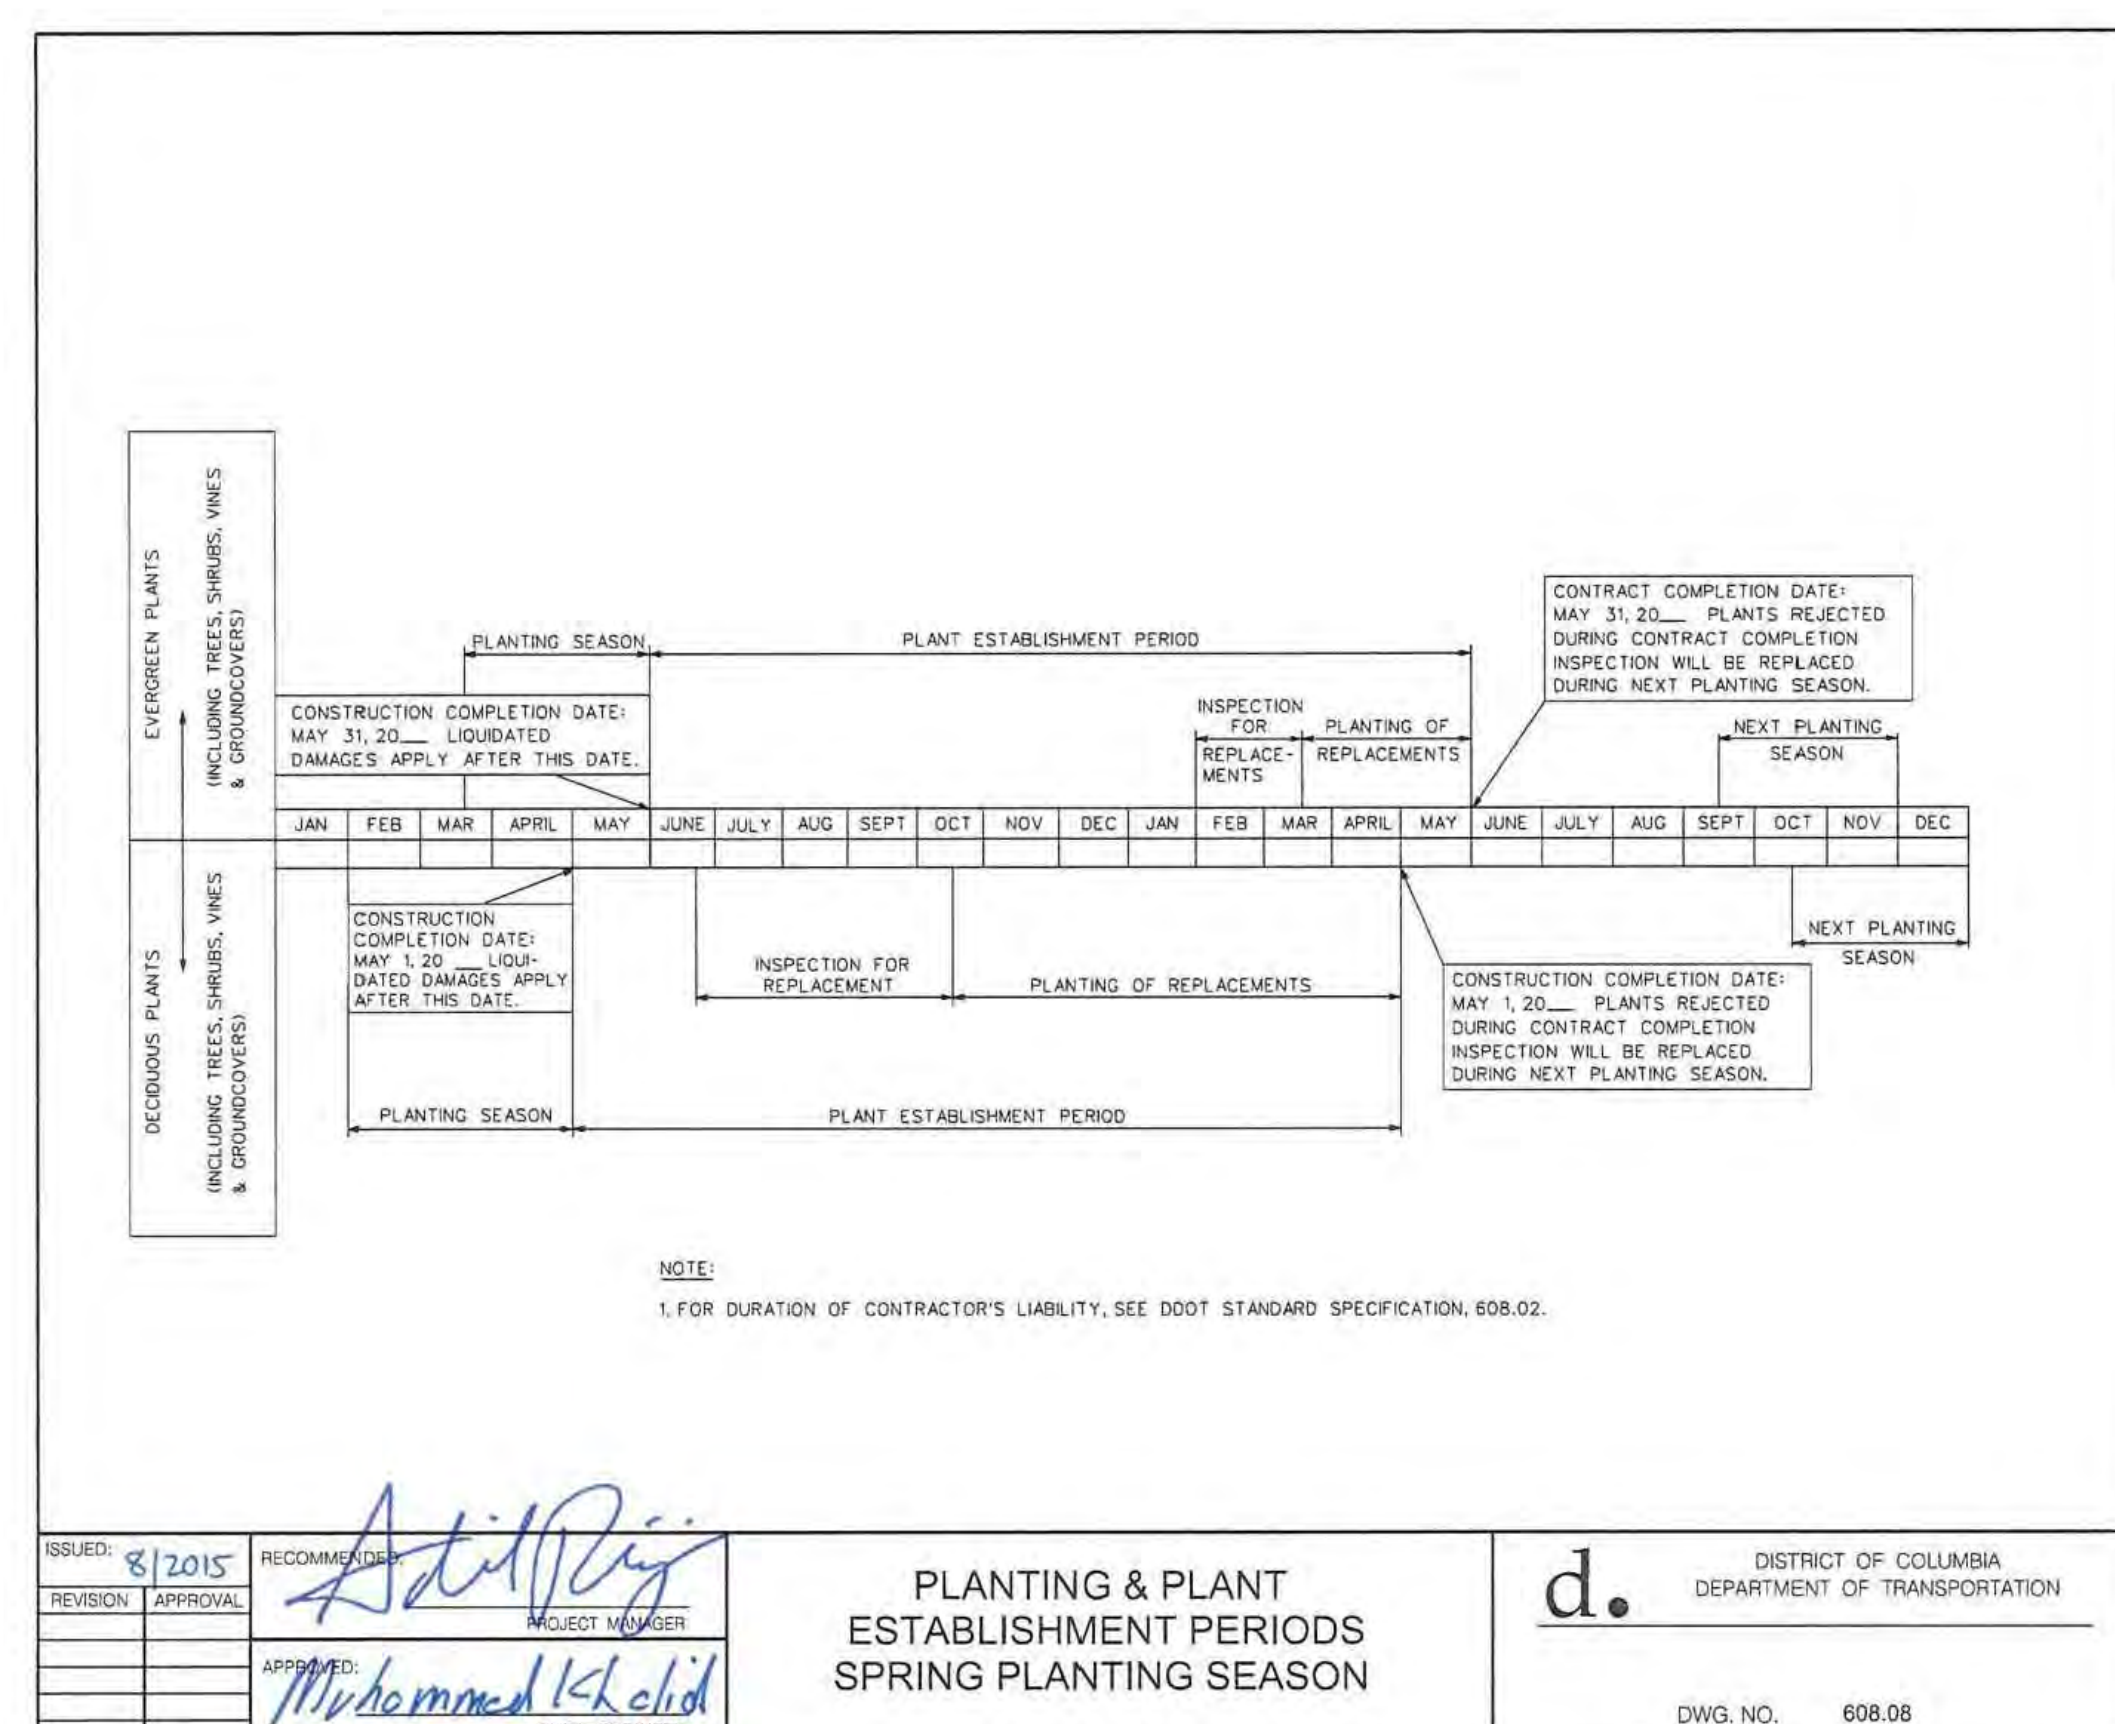 EVERGREEN PLANTS
(INCLUDING TREES, SHRUBS, VINES
& GROUNDCOVERS)
PLANTING SEASON
PLANT ESTABLISHMENT PERIOD
CONTRACT COMPLETION DATE:
MAY 31, 20__ PLANTS REJECTED
DURING CONTRACT COMPLETION
INSPECTION WILL BE REPLACED
DURING NEXT PLANTING SEASON.
CONSTRUCTION COMPLETION DATE:
MAY 31, 20__ LIQUIDATED
DAMAGES APPLY AFTER THIS DATE.
INSPECTION
FOR
REPLACE-
MENTS
PLANTING OF
REPLACEMENTS
NEXT PLANTING
SEASON
JAN FEB MAR APRIL MAY JUNE JULY AUG SEPT OCT NOV DEC JAN FEB MAR APRIL MAY JUNE JULY AUG SEPT OCT NOV DEC
DECIDUOUS PLANTS
(INCLUDING TREES, SHRUBS, VINES
& GROUNDCOVERS)
CONSTRUCTION
COMPLETION DATE:
MAY 1, 20 __ LIQUI-
DATED DAMAGES APPLY
AFTER THIS DATE.
INSPECTION FOR
REPLACEMENT
PLANTING OF REPLACEMENTS
NEXT PLANTING
SEASON
CONSTRUCTION COMPLETION DATE:
MAY 1, 20__ PLANTS REJECTED
DURING CONTRACT COMPLETION
INSPECTION WILL BE REPLACED
DURING NEXT PLANTING SEASON.
PLANTING SEASON
PLANT ESTABLISHMENT PERIOD
NOTE:
1. FOR DURATION OF CONTRACTOR'S LIABILITY, SEE DDOT STANDARD SPECIFICATION, 608.02.
ISSUED: 8/2015
REVISION APPROVAL
RECOMMENDED:
PROJECT MANAGER
APPROVED:
Muhammed Khalid
PLANTING & PLANT
ESTABLISHMENT PERIODS
SPRING PLANTING SEASON
d.
DISTRICT OF COLUMBIA
DEPARTMENT OF TRANSPORTATION
DWG. NO. 608.08